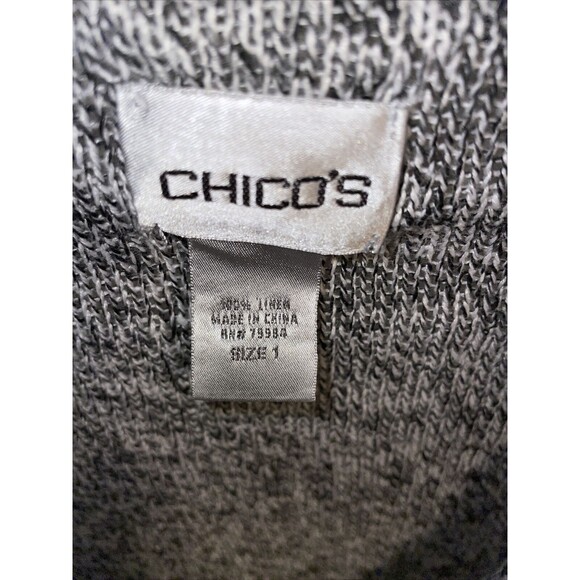 CHICO'S
100% LINEN
MADE IN CHINA
RN# 79984
SIZE 1